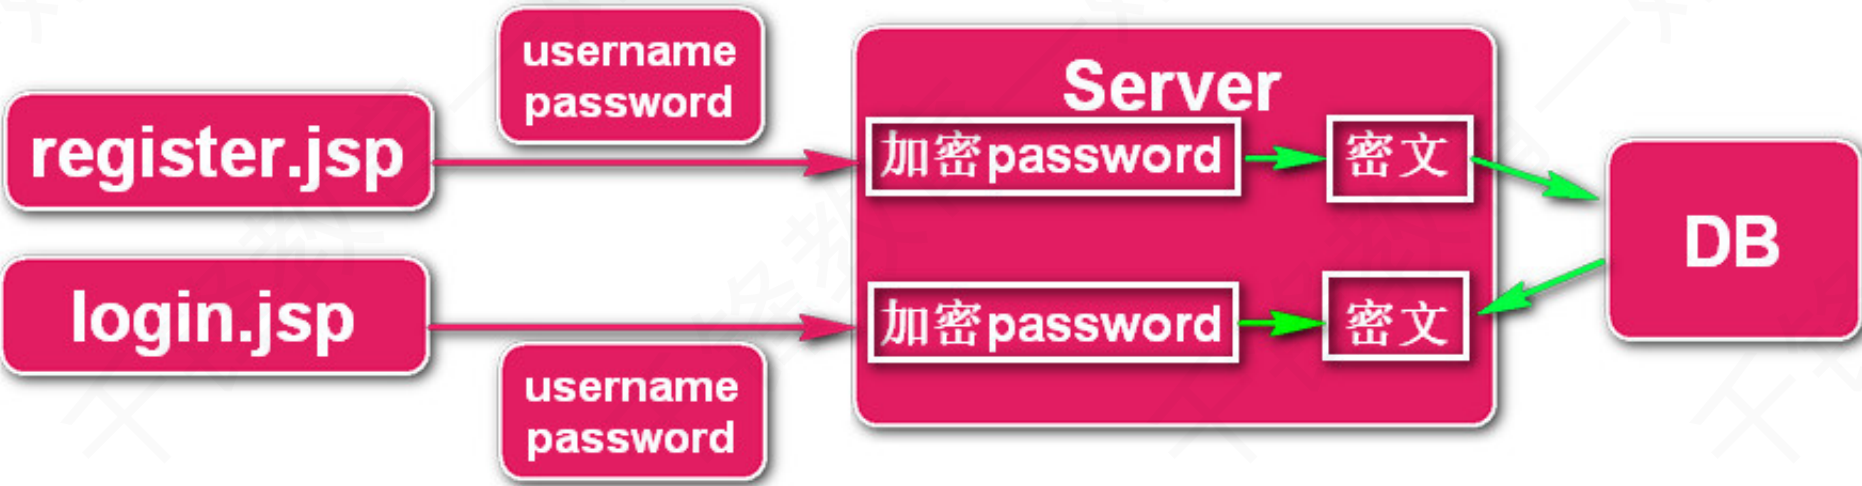 username
password
register.jsp
Server
加密password
密文
DB
login.jsp
加密password
密文
username
password